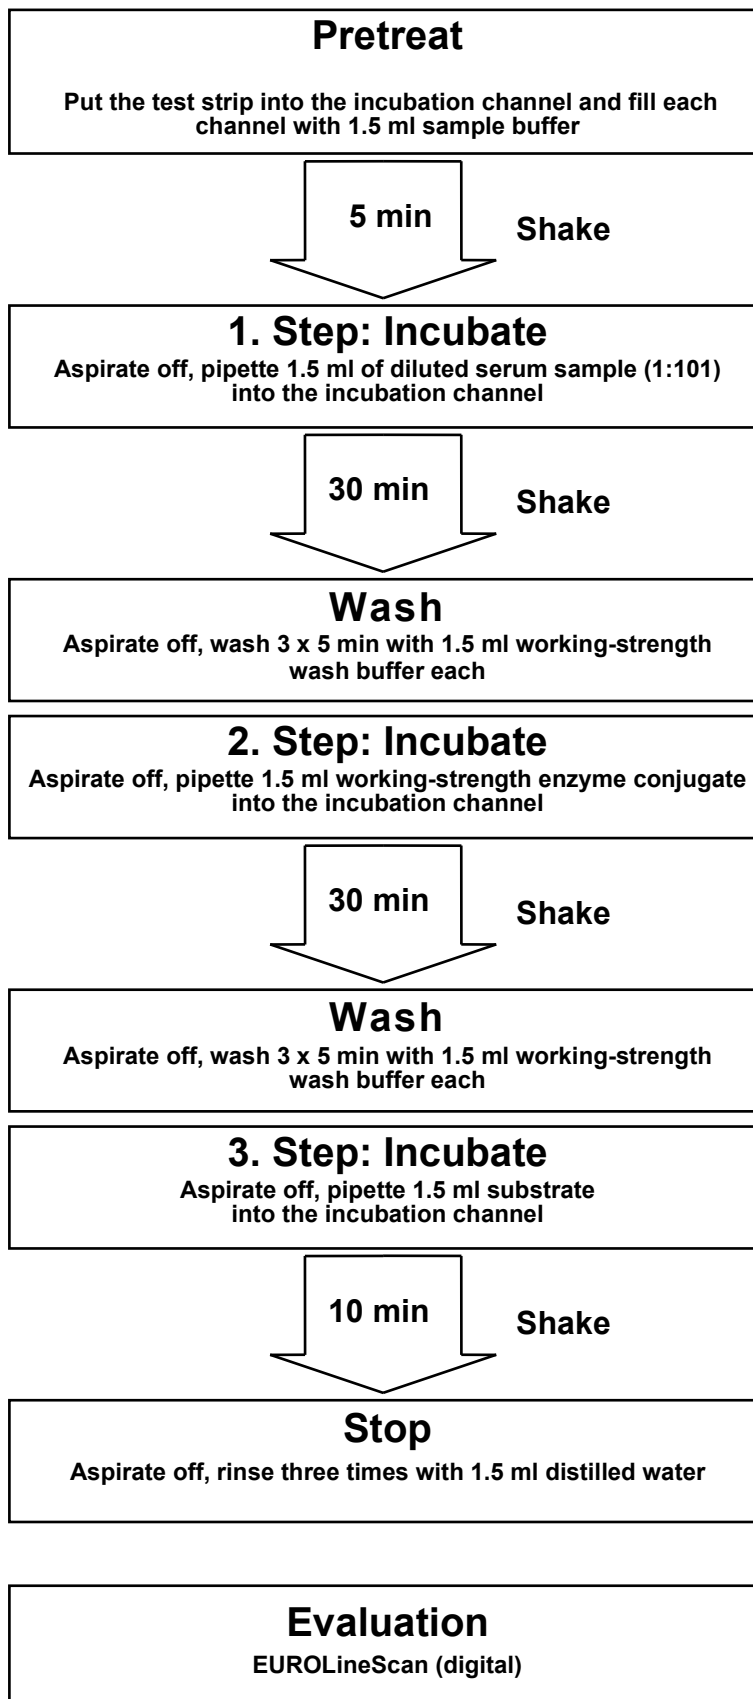 Pretreat
Put the test strip into the incubation channel and fill each
channel with 1.5 ml sample buffer
5 min
Shake
1. Step: Incubate
Aspirate off, pipette 1.5 ml of diluted serum sample (1:101)
into the incubation channel
30 min
Shake
Wash
Aspirate off, wash 3 x 5 min with 1.5 ml working-strength
wash buffer each
2. Step: Incubate
Aspirate off, pipette 1.5 ml working-strength enzyme conjugate
into the incubation channel
30 min
Shake
Wash
Aspirate off, wash 3 x 5 min with 1.5 ml working-strength
wash buffer each
3. Step: Incubate
Aspirate off, pipette 1.5 ml substrate
into the incubation channel
10 min
Shake
Stop
Aspirate off, rinse three times with 1.5 ml distilled water
Evaluation
EUROLineScan (digital)